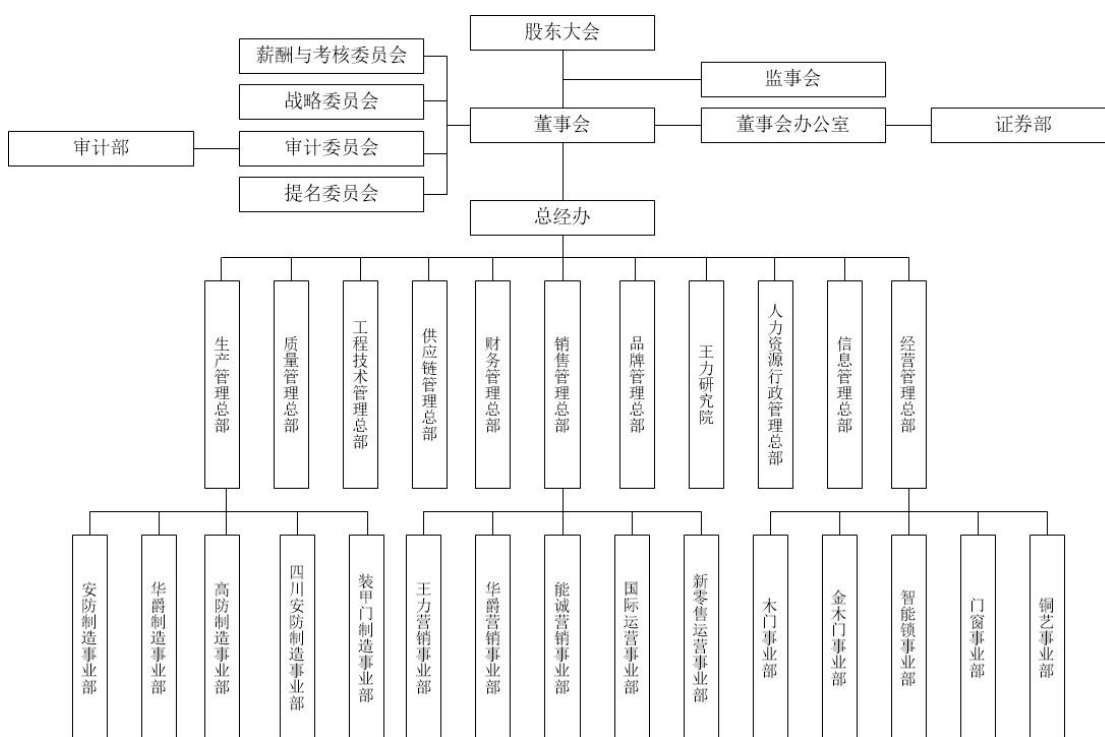 股东大会
薪酬与考核委员会
监事会
战略委员会
董事会
董事会办公室
证券部
审计部
审计委员会
提名委员会
总经办
生产管理总部
质量管理总部
工程技术管理总部
供应链管理总部
财务管理总部
销售管理总部
品牌管理总部
王力研究院
人力资源行政管理总部
信息管理总部
经营管理总部
安防制造事业部
华爵制造事业部
高防制造事业部
四川安防制造事业部
装甲门制造事业部
王力营销事业部
华爵营销事业部
能诚营销事业部
国际运营事业部
新零售运营事业部
木门事业部
金木门事业部
智能锁事业部
门窗事业部
铜艺事业部